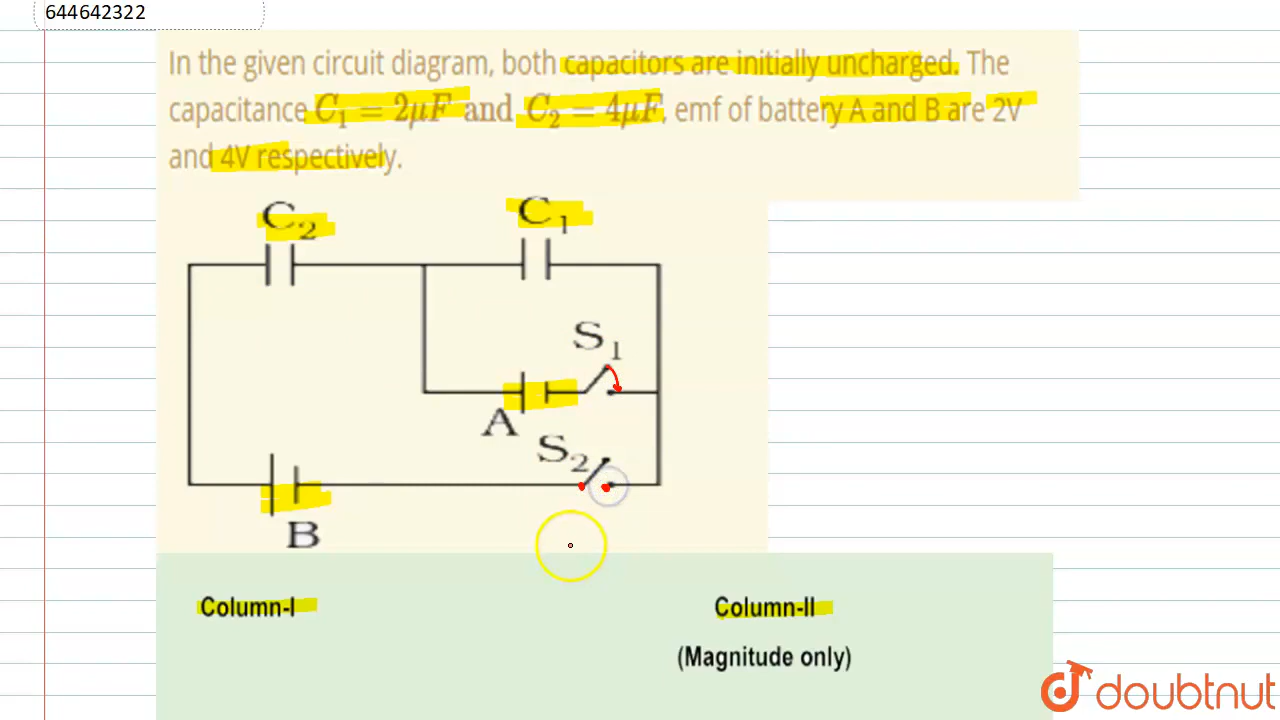 644642322
In the given circuit diagram, both capacitors are initially uncharged. The
capacitance C₁ = 2μF and C₂ = 4μF, emf of battery A and B are 2V
and 4V respectively.
C₂ C₁
S₁
A
S₂
B
Column-I Column-II
(Magnitude only)
doubtnut